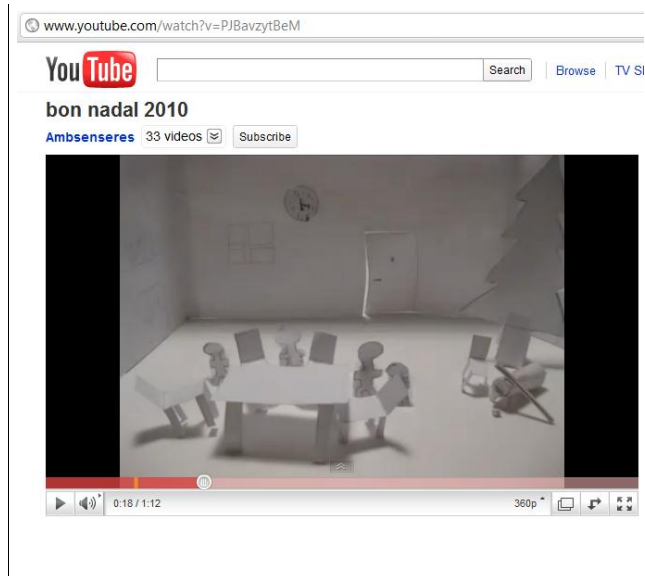 www.youtube.com/watch?v=PJBavzytBeM
YouTube Search Browse TV S
bon nadal 2010
Ambsenseres 33 videos Subscribe
0:18 / 1:12 360p